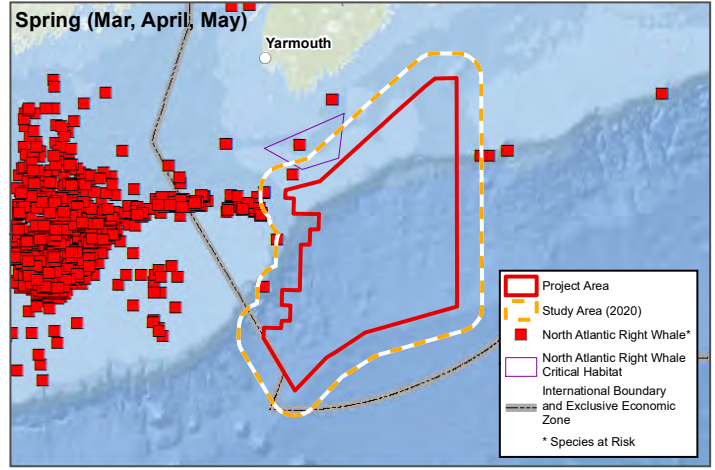 Spring (Mar, April, May)
Yarmouth
Project Area
Study Area (2020)
North Atlantic Right Whale*
North Atlantic Right Whale
Critical Habitat
International Boundary
and Exclusive Economic
Zone
* Species at Risk